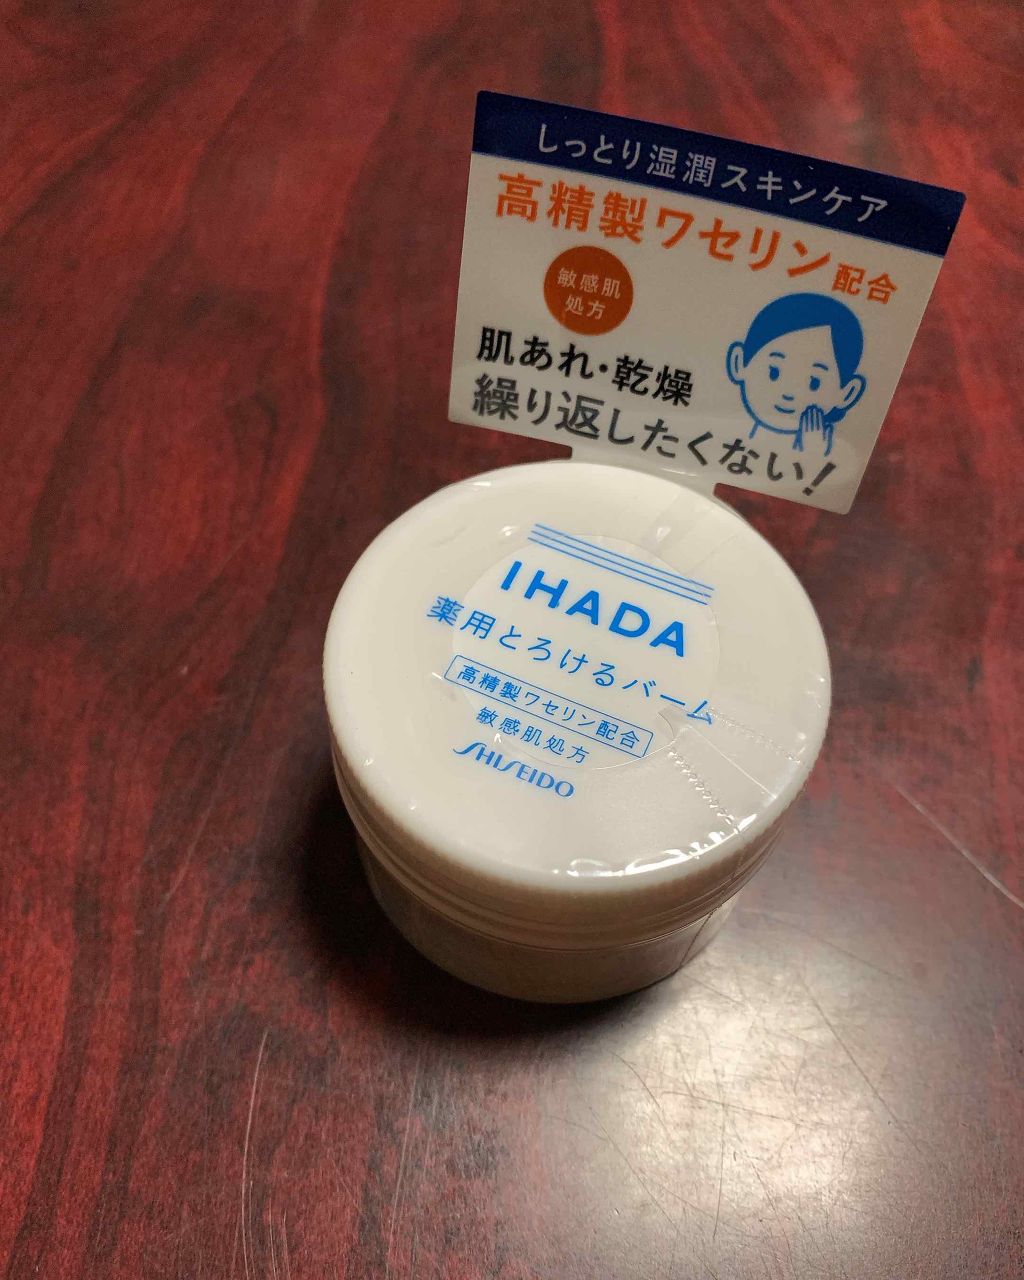 しっとり湿潤スキンケア
高精製ワセリン配合
敏感肌
処方
肌あれ・乾燥
繰り返したくない!
IHADA
薬用とろけるバーム
高精製ワセリン配合
敏感肌処方
SHISEIDO